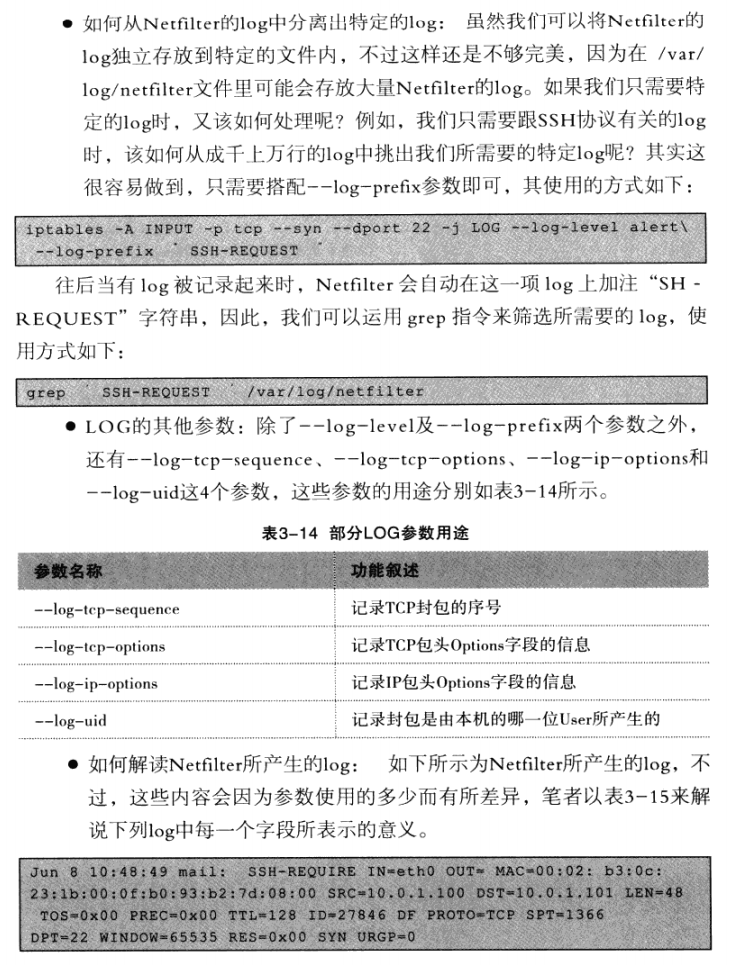 ● 如何从Netfilter的log中分离出特定的log： 虽然我们可以将Netfilter的
log独立存放到特定的文件内，不过这样还是不够完美，因为在 /var/
log/netfilter文件里可能会存放大量Netfilter的log。如果我们只需要特
定的log时，又该如何处理呢？例如，我们只需要跟SSH协议有关的log
时，该如何从成千上万行的log中挑出我们所需要的特定log呢？其实这
很容易做到，只需要搭配--log-prefix参数即可，其使用的方式如下：
iptables -A INPUT -p tcp --syn --dport 22 -j LOG --log-level alert\
--log-prefix ` SSH-REQUEST `
往后当有 log 被记录起来时，Netfilter 会自动在这一项 log 上加注“SH -
REQUEST”字符串，因此，我们可以运用 grep 指令来筛选所需要的 log，使
用方式如下：
grep ` SSH-REQUEST ` /var/log/netfilter
● LOG的其他参数：除了--log-level及--log-prefix两个参数之外，
还有--log-tcp-sequence、--log-tcp-options、--log-ip-options和
--log-uid这4个参数，这些参数的用途分别如表3-14所示。
表3-14 部分LOG参数用途
参数名称 功能叙述
--log-tcp-sequence 记录TCP封包的序号
--log-tcp-options 记录TCP包头Options字段的信息
--log-ip-options 记录IP包头Options字段的信息
--log-uid 记录封包是由本机的哪一位User所产生的
● 如何解读Netfilter所产生的log： 如下所示为Netfilter所产生的log，不
过，这些内容会因为参数使用的多少而有所差异，笔者以表3-15来解
说下列log中每一个字段所表示的意义。
Jun 8 10:48:49 mail: SSH-REQUIRE IN=eth0 OUT= MAC=00:02: b3:0c:
23:1b:00:0f:b0:93:b2:7d:08:00 SRC=10.0.1.100 DST=10.0.1.101 LEN=48
TOS=0x00 PREC=0x00 TTL=128 ID=27846 DF PROTO=TCP SPT=1366
DPT=22 WINDOW=65535 RES=0x00 SYN URGP=0